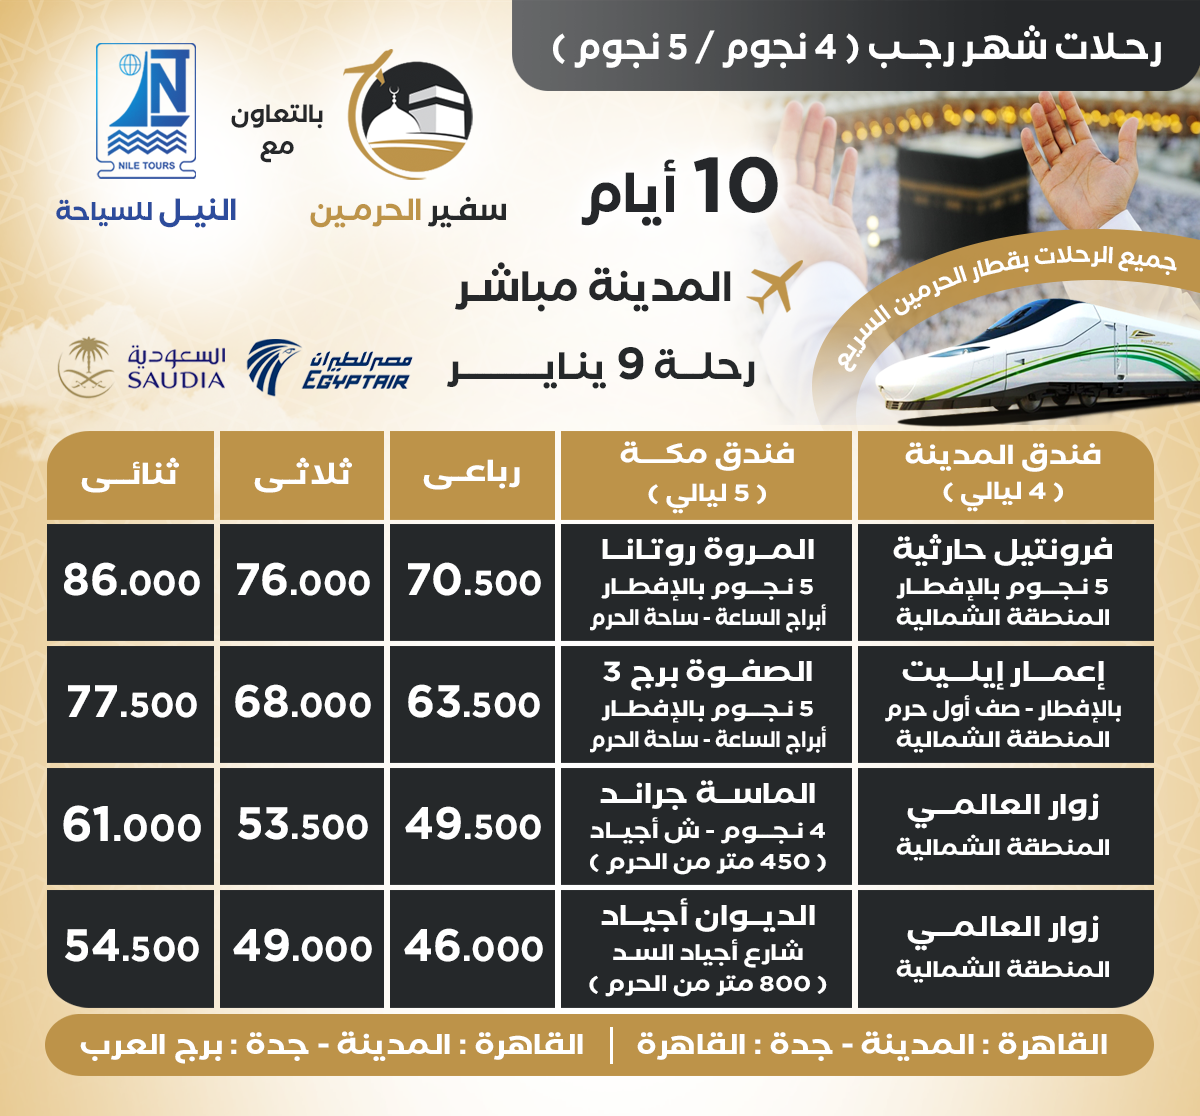 رحلات شهر رجب ( 4 نجوم / 5 نجوم )
NILE TOURS
النيل للسياحة
بالتعاون
مع
سفير الحرمين
10 أيام
المدينة مباشر
رحلة 9 يناير
جميع الرحلات بقطار الحرمين السريع
مصر للطيران
EGYPTAIR
السعودية
SAUDIA
فندق المدينة
( 4 ليالي )
فندق مكة
( 5 ليالي )
رباعى
ثلاثى
ثنائى
فرونتيل حارثية
5 نجوم بالإفطار
المنطقة الشمالية
المروة روتانا
5 نجوم بالإفطار
أبراج الساعة - ساحة الحرم
70.500
76.000
86.000
إعمار إيليت
بالإفطار - صف أول حرم
المنطقة الشمالية
الصفوة برج 3
5 نجوم بالإفطار
أبراج الساعة - ساحة الحرم
63.500
68.000
77.500
زوار العالمي
المنطقة الشمالية
الماسة جراند
4 نجوم - ش أجياد
( 450 متر من الحرم )
49.500
53.500
61.000
زوار العالمي
المنطقة الشمالية
الديوان أجياد
شارع أجياد السد
( 800 متر من الحرم )
46.000
49.000
54.500
القاهرة : المدينة - جدة : القاهرة | القاهرة : المدينة - جدة : برج العرب